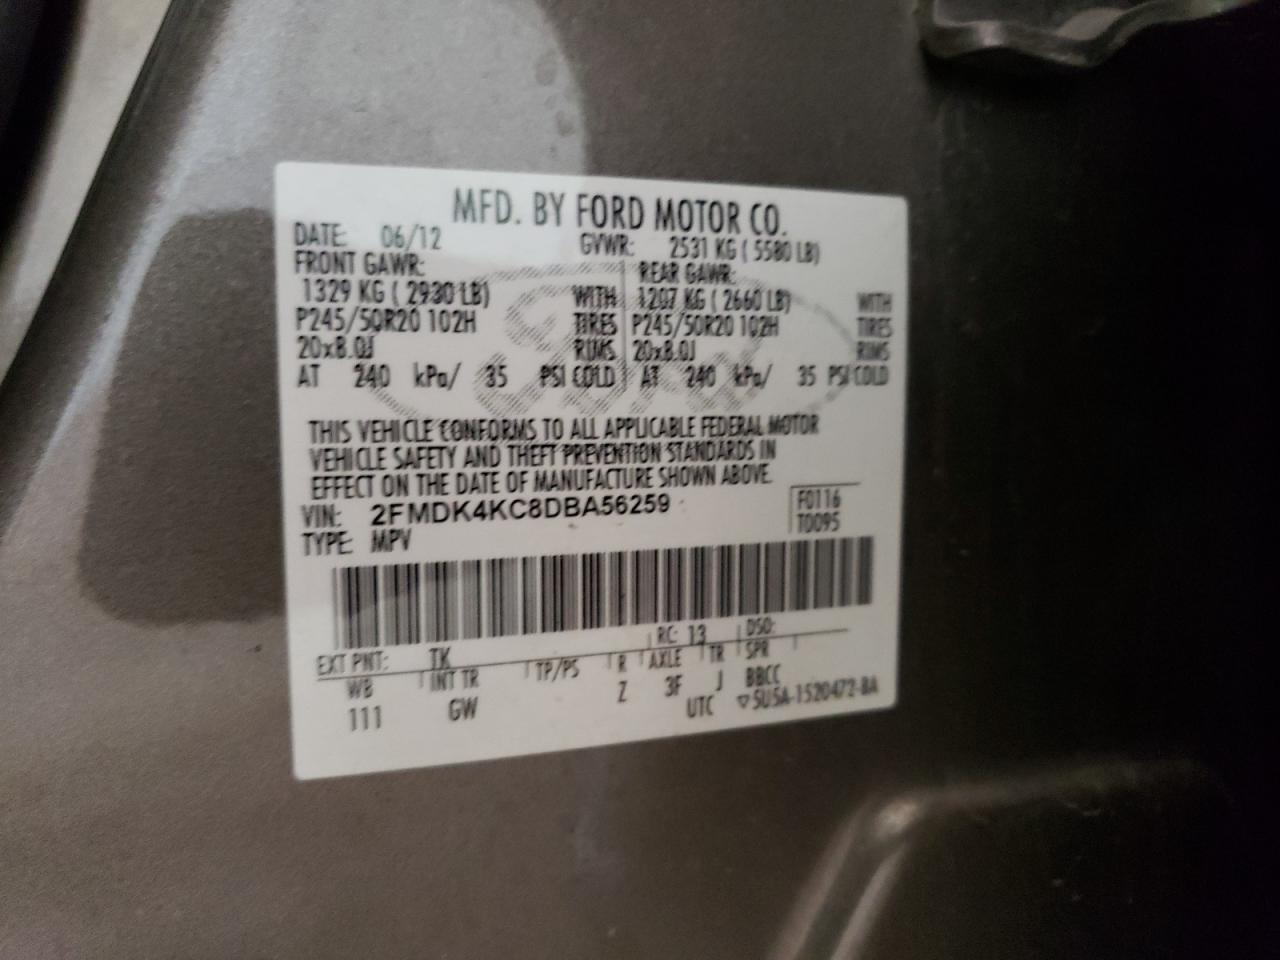 MFD. BY FORD MOTOR CO.
DATE: 06/12 GVWR: 2531 KG ( 5580 LB)
FRONT GAWR: REAR GAWR:
1329 KG ( 2930 LB) WITH 1207 KG ( 2660 LB) WITH
P245/50R20 102H TIRES P245/50R20 102H TIRES
20x8.0J RIMS 20x8.0J RIMS
AT 240 kPa/ 35 PSI COLD AT 240 kPa/ 35 PSI COLD
THIS VEHICLE CONFORMS TO ALL APPLICABLE FEDERAL MOTOR
VEHICLE SAFETY AND THEFT PREVENTION STANDARDS IN
EFFECT ON THE DATE OF MANUFACTURE SHOWN ABOVE.
VIN: 2FMDK4KC8DBA56259 F0116
TYPE: MPV T0095
EXT PNT: TK RC: 13 DSO:
WB INT TR TP/PS R AXLE TR SPR
111 GW Z 3F J BBCC
UTC ▽5U5A-1520472-BA